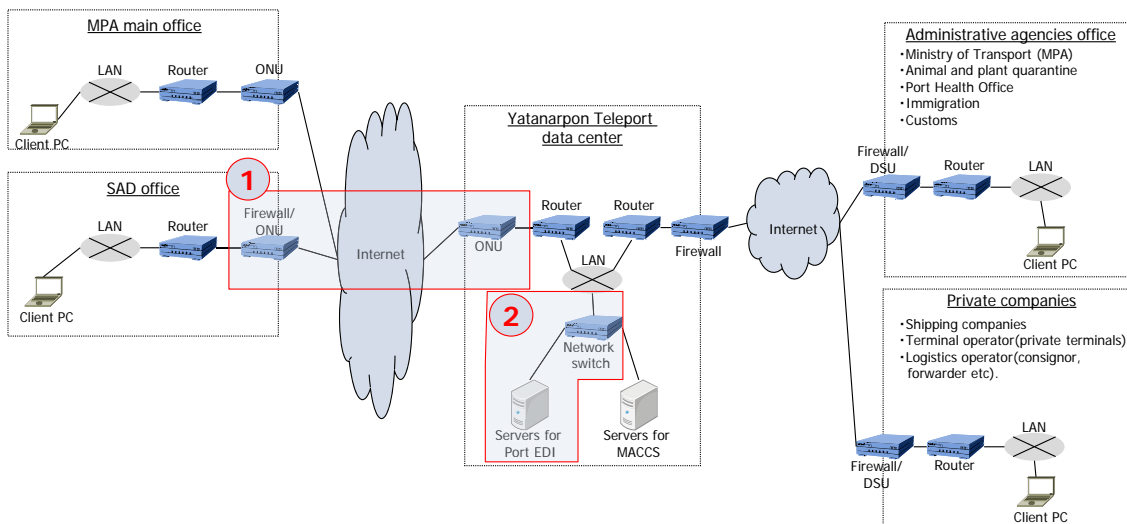 MPA main office
LAN
Router
ONU
Client PC
SAD office
LAN
Router
Firewall/
ONU
Client PC
1
Internet
Yatanarpon Teleport
data center
ONU
Router
Router
Firewall
LAN
2
Network
switch
Servers for
Port EDI
Servers for
MACCS
Internet
Administrative agencies office
・Ministry of Transport (MPA)
・Animal and plant quarantine
・Port Health Office
・Immigration
・Customs
Firewall/
DSU
Router
LAN
Client PC
Private companies
・Shipping companies
・Terminal operator(private terminals)
・Logistics operator(consignor,
forwarder etc).
Firewall/
DSU
Router
LAN
Client PC